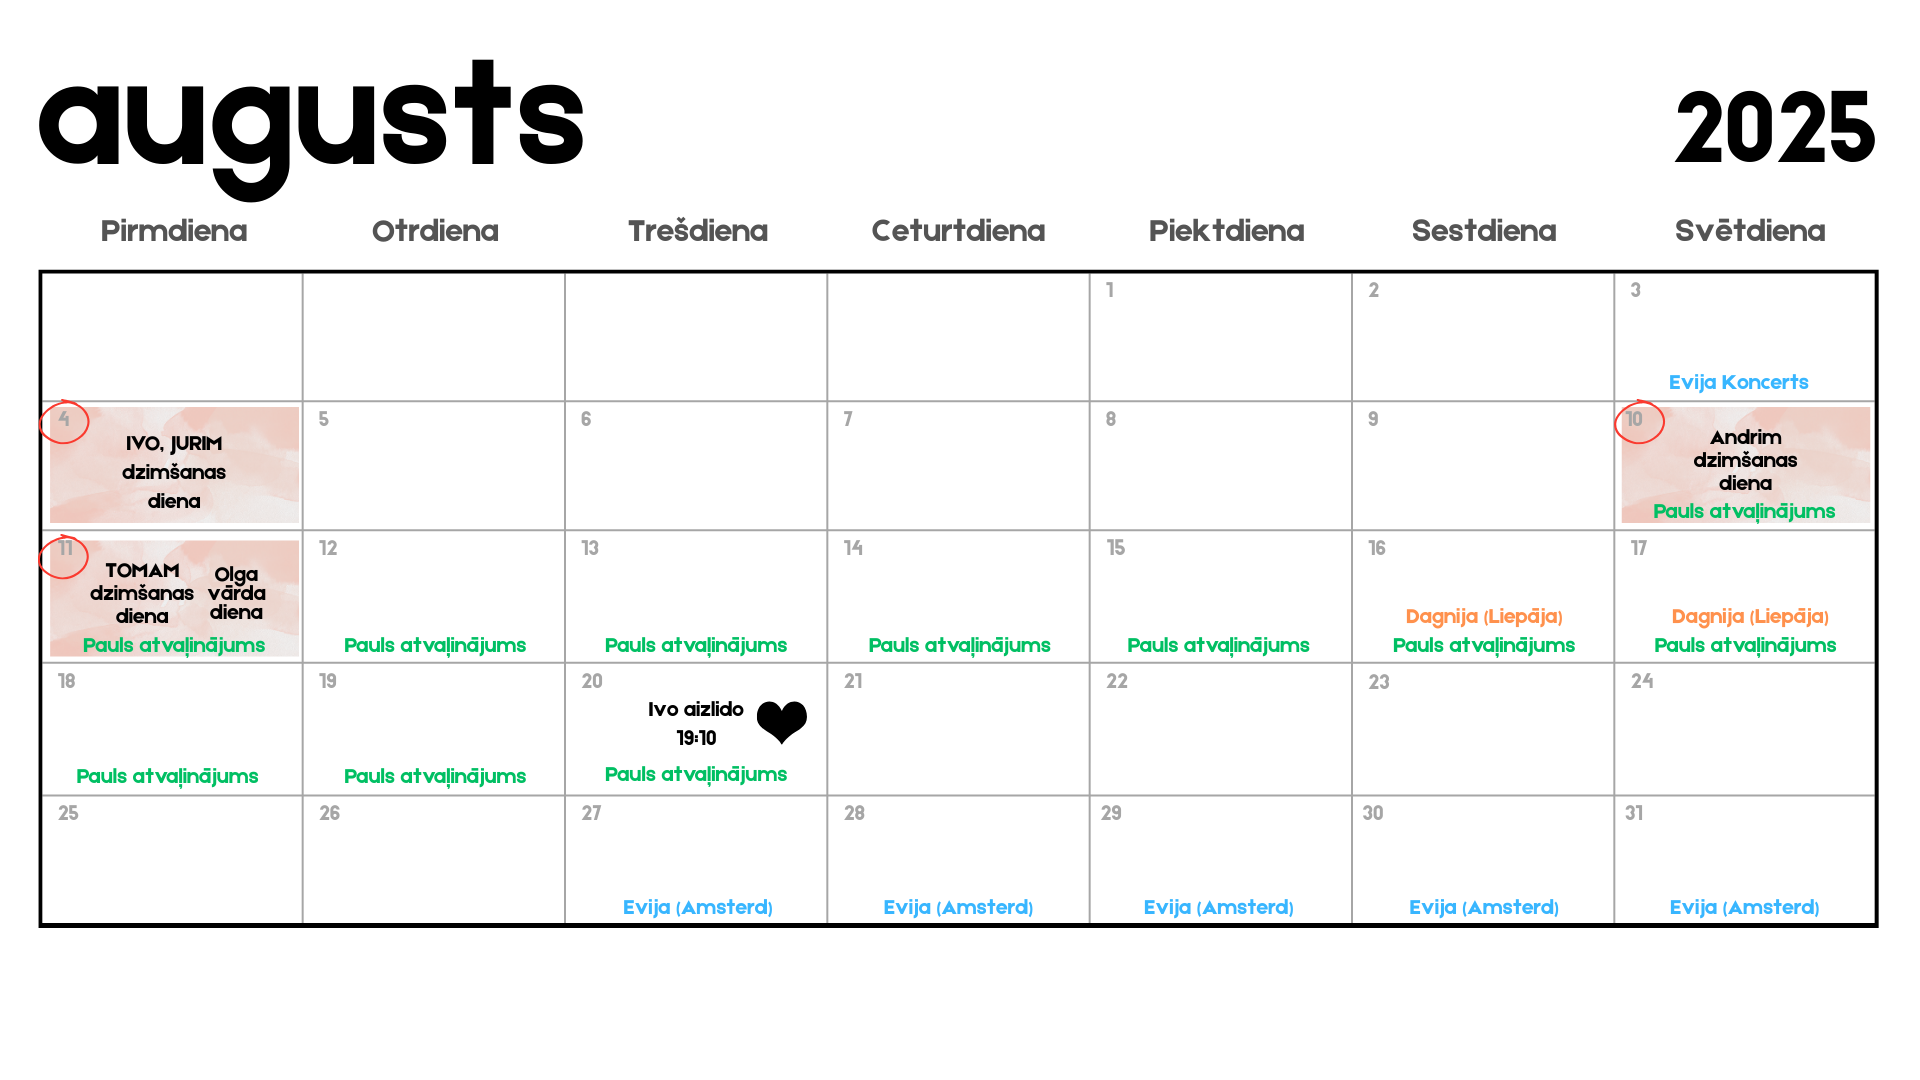 augusts
2025
Pirmdiena
Otrdiena
Trešdiena
Ceturtdiena
Piektdiena
Sestdiena
Svētdiena
1
2
3
Evija Koncerts
4
IVO, JURIM
dzimšanas
diena
5
6
7
8
9
10
Andrim
dzimšanas
diena
Pauls atvaļinājums
11
TOMAM
dzimšanas
diena
Olga
vārda
diena
Pauls atvaļinājums
12
Pauls atvaļinājums
13
Pauls atvaļinājums
14
Pauls atvaļinājums
15
Pauls atvaļinājums
16
Dagnija (Liepāja)
Pauls atvaļinājums
17
Dagnija (Liepāja)
Pauls atvaļinājums
18
Pauls atvaļinājums
19
Pauls atvaļinājums
20
Ivo aizlido
19:10
Pauls atvaļinājums
21
22
23
24
25
26
27
Evija (Amsterd)
28
Evija (Amsterd)
29
Evija (Amsterd)
30
Evija (Amsterd)
31
Evija (Amsterd)